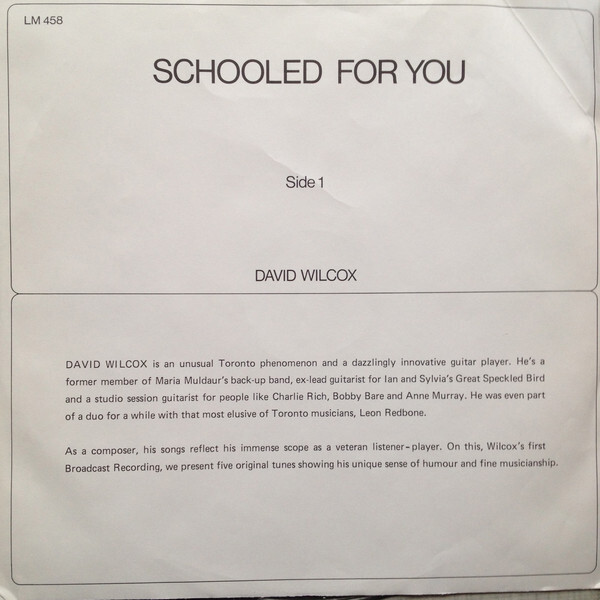 LM 458
SCHOOLED FOR YOU
Side 1
DAVID WILCOX
DAVID WILCOX is an unusual Toronto phenomenon and a dazzlingly innovative guitar player. He's a
former member of Maria Muldaur's back-up band, ex-lead guitarist for Ian and Sylvia's Great Speckled Bird
and a studio session guitarist for people like Charlie Rich, Bobby Bare and Anne Murray. He was even part
of a duo for a while with that most elusive of Toronto musicians, Leon Redbone.
As a composer, his songs reflect his immense scope as a veteran listener-player. On this, Wilcox's first
Broadcast Recording, we present five original tunes showing his unique sense of humour and fine musicianship.